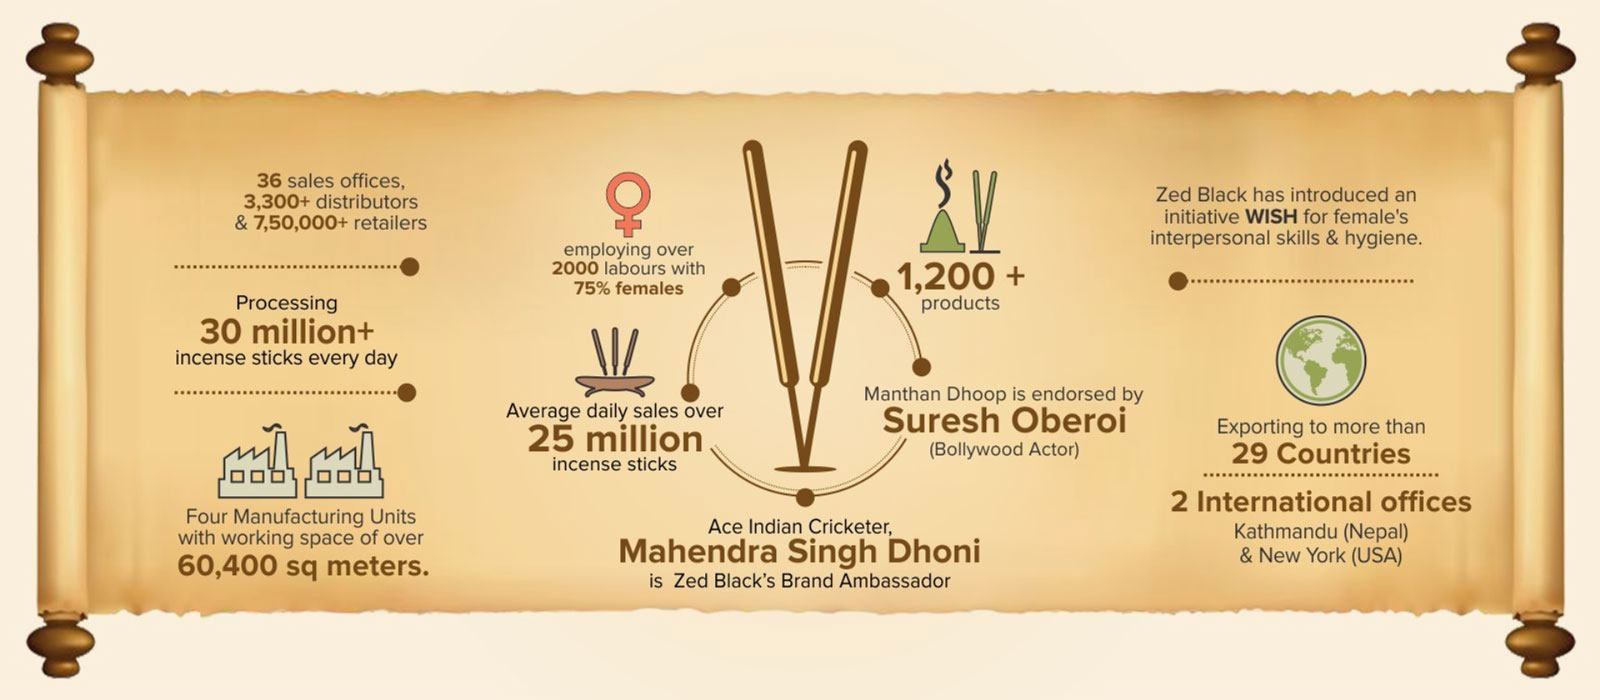 36 sales offices,
3,300+ distributors
& 7,50,000+ retailers
Processing
30 million+
incense sticks every day
Four Manufacturing Units
with working space of over
60,400 sq meters.
employing over
2000 labours with
75% females
Average daily sales over
25 million
incense sticks
1,200 +
products
Manthan Dhoop is endorsed by
Suresh Oberoi
(Bollywood Actor)
Ace Indian Cricketer,
Mahendra Singh Dhoni
is Zed Black's Brand Ambassador
Zed Black has introduced an
initiative WISH for female's
interpersonal skills & hygiene.
Exporting to more than
29 Countries
2 International offices
Kathmandu (Nepal)
& New York (USA)